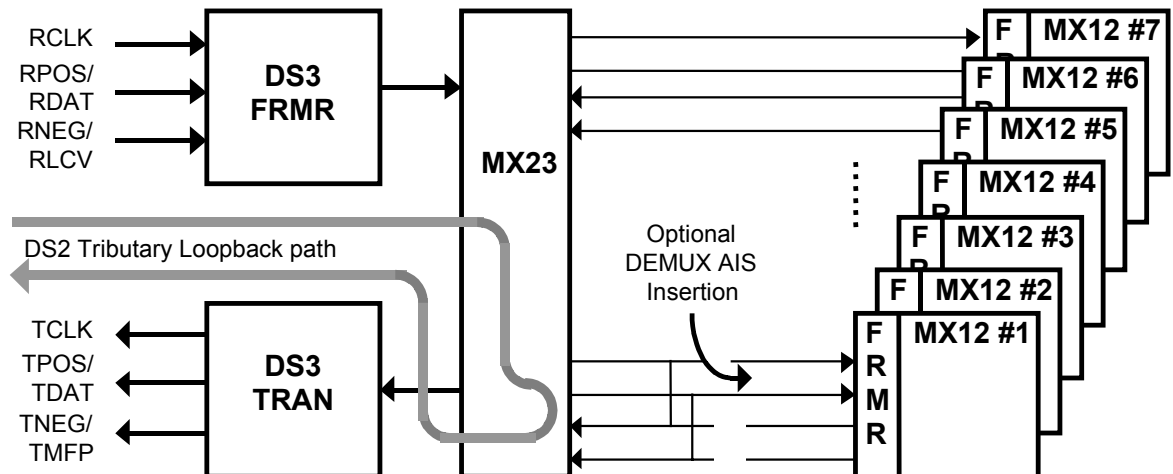 RCLK
RPOS/
RDAT
RNEG/
RLCV
DS3
FRMR
MX23
F
R
MX12 #7
F
R
MX12 #6
F
R
MX12 #5
F
R
MX12 #4
F
R
MX12 #3
F
MX12 #2
F
R
M
R
MX12 #1
DS2 Tributary Loopback path
Optional
DEMUX AIS
Insertion
TCLK
TPOS/
TDAT
TNEG/
TMFP
DS3
TRAN